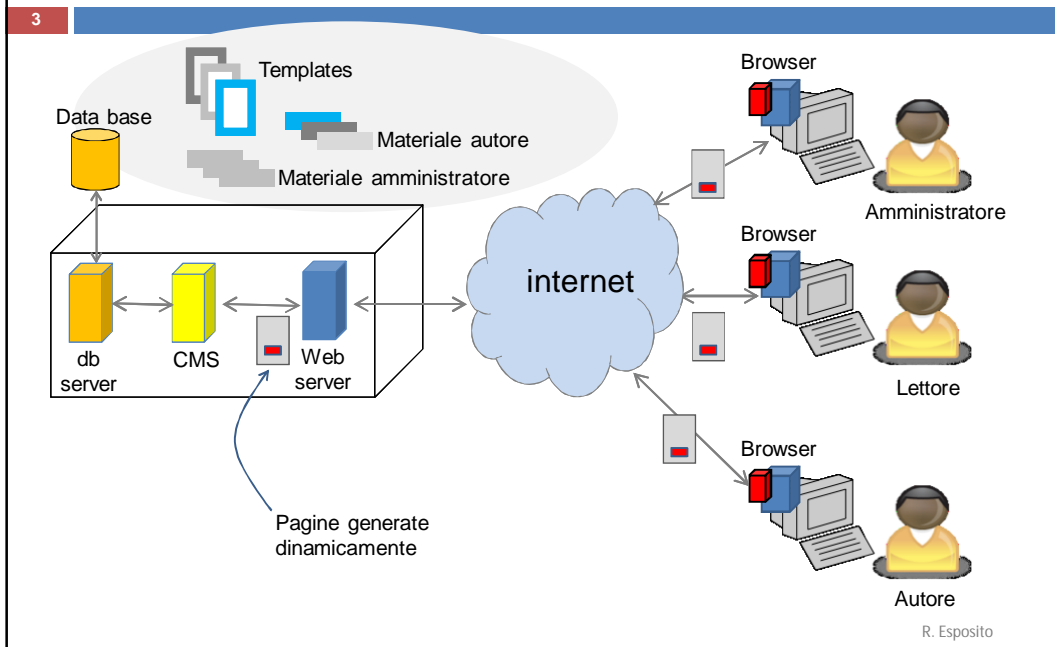 3
Templates
Data base
Materiale autore
Materiale amministratore
db
server
CMS
Web
server
Pagine generate
dinamicamente
internet
Browser
Amministratore
Browser
Lettore
Browser
Autore
R. Esposito